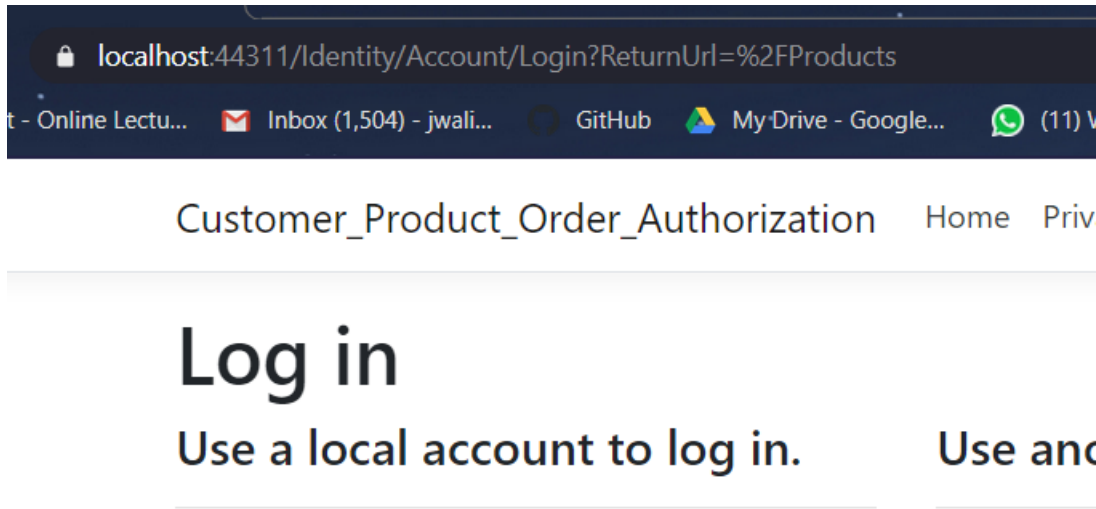 localhost:44311/Identity/Account/Login?ReturnUrl=%2FProducts
t - Online Lectu... Inbox (1,504) - jwali... GitHub My Drive - Google... (11)
Customer_Product_Order_Authorization Home
Log in
Use a local account to log in. Use